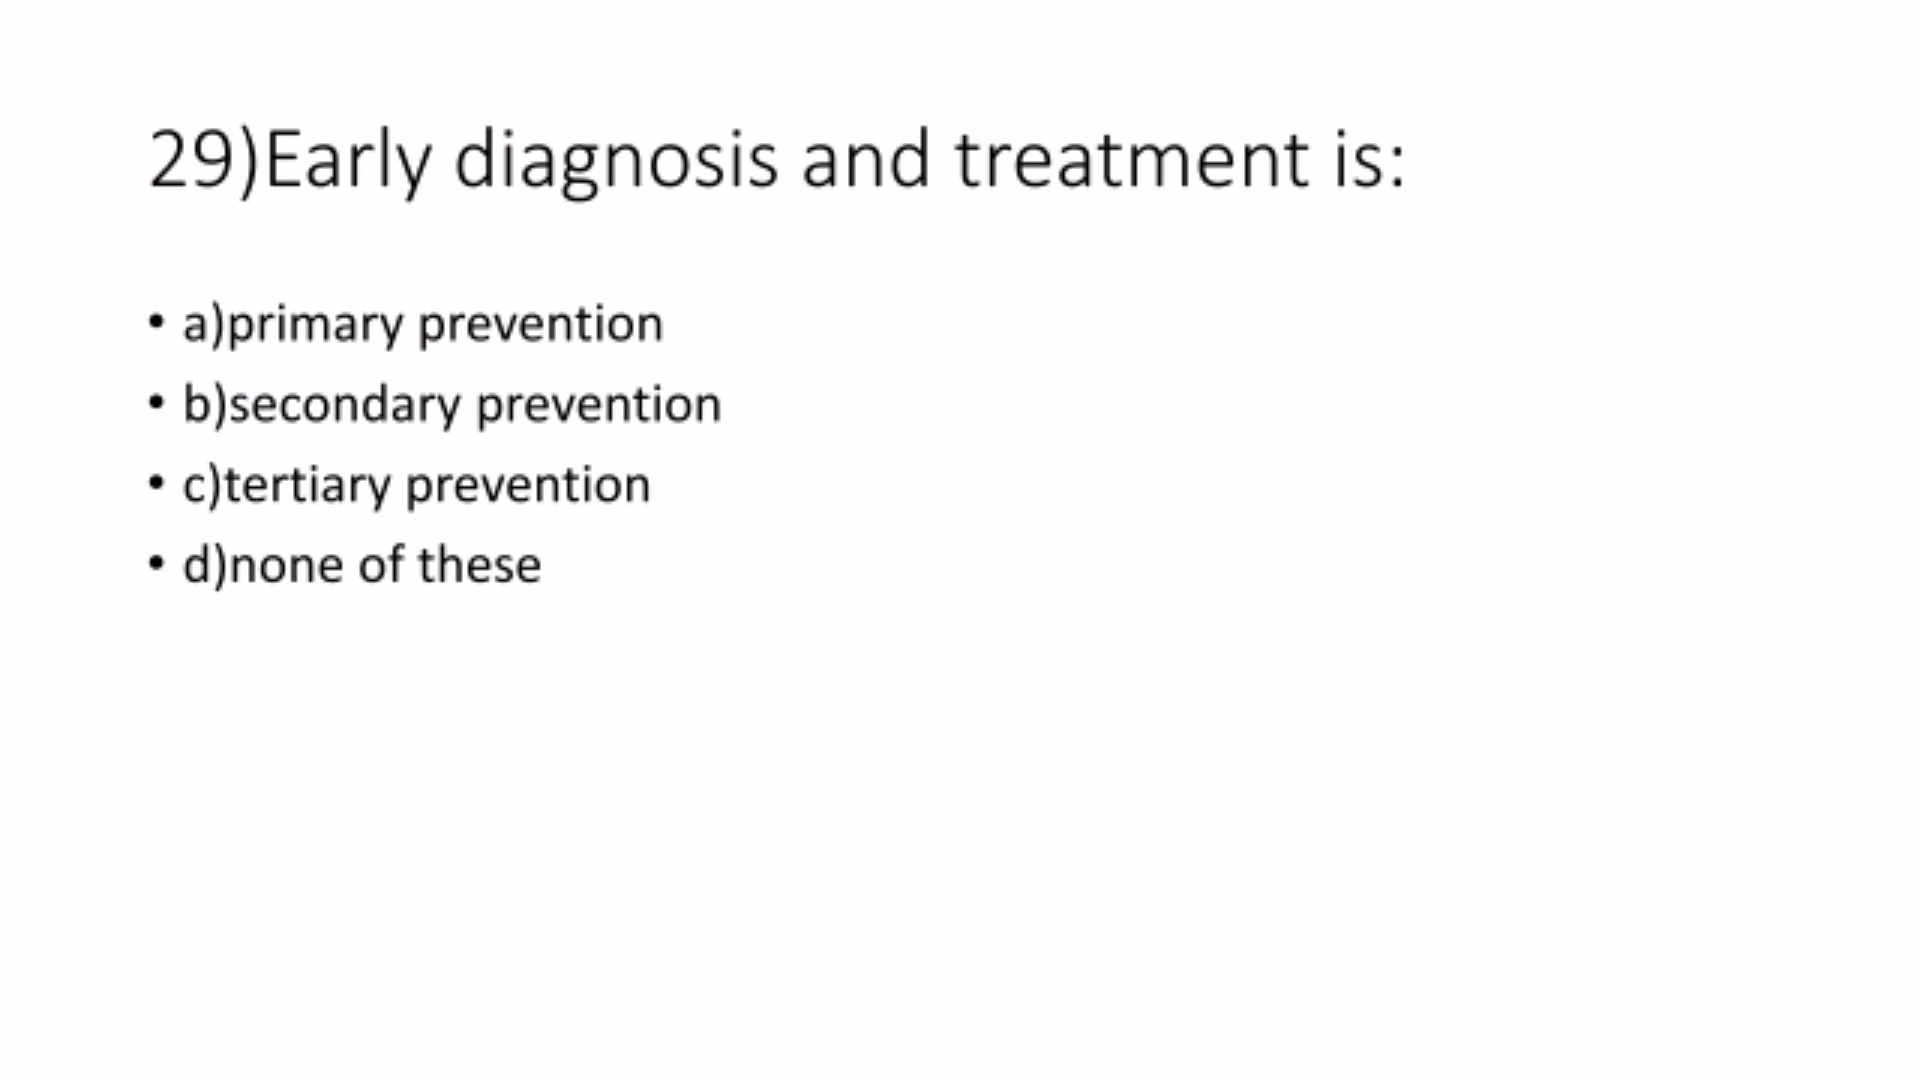 29)Early diagnosis and treatment is:
• a)primary prevention
• b)secondary prevention
• c)tertiary prevention
• d)none of these